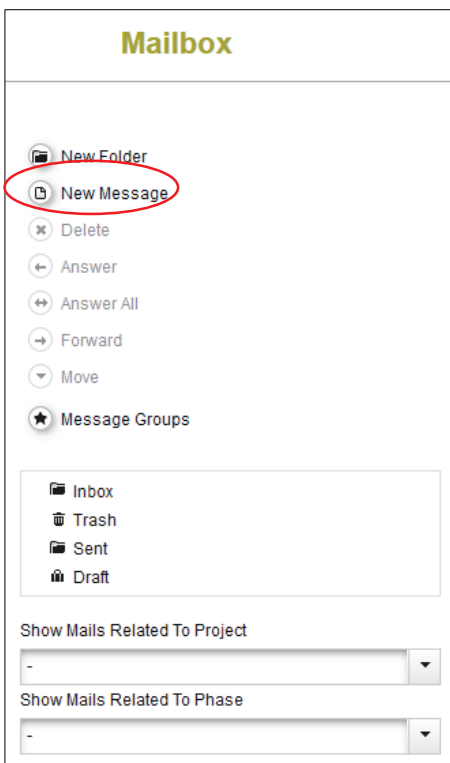 Mailbox
New Folder
New Message
Delete
Answer
Answer All
Forward
Move
Message Groups
Inbox
Trash
Sent
Draft
Show Mails Related To Project
-
Show Mails Related To Phase
-